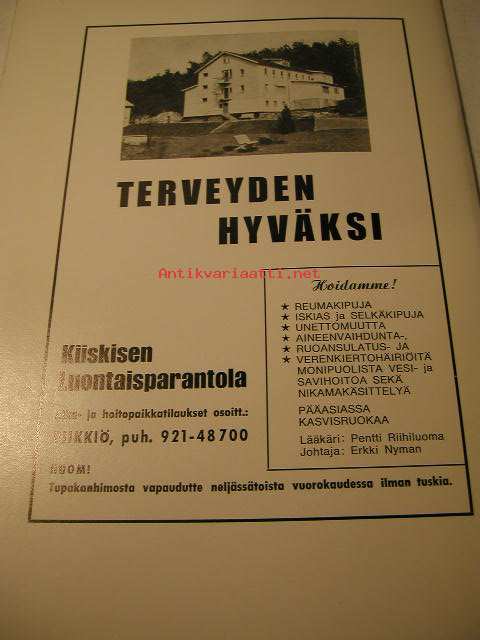 TERVEYDEN
HYVÄKSI
Antikvariaatti.net
Hoidamme!
★ REUMAKIPUJA
★ ISKIAS ja SELKÄKIPUJA
★ UNETTOMUUTTA
★ AINEENVAIHDUNTA-,
★ RUOANSULATUS- JA
★ VERENKIERTOHÄIRIÖITÄ
MONIPUOLISTA VESI- ja
SAVIHOITOA SEKÄ
NIKAMAKÄSITTELYÄ
PÄÄASIASSA
KASVISRUOKAA
Lääkäri: Pentti Riihiluoma
Johtaja: Erkki Nyman
Kiiskisen
Luontaisparantola
ja hoitopaikkatilaukset osoitt.:
puh. 921-48700
HUOM!
Tupakanhimosta vapaudutte neljässätoista vuorokaudessa ilman tuskia.